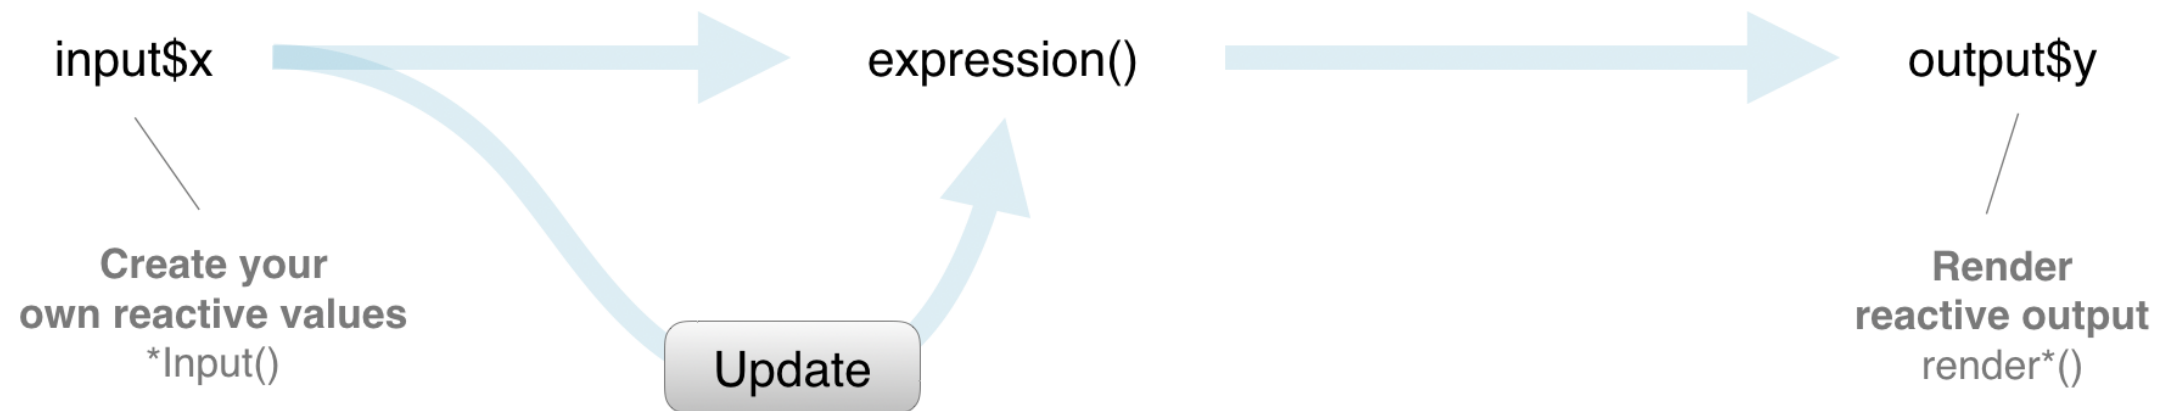 input$x
expression()
output$y
Create your
own reactive values
*Input()
Update
Render
reactive output
render*()